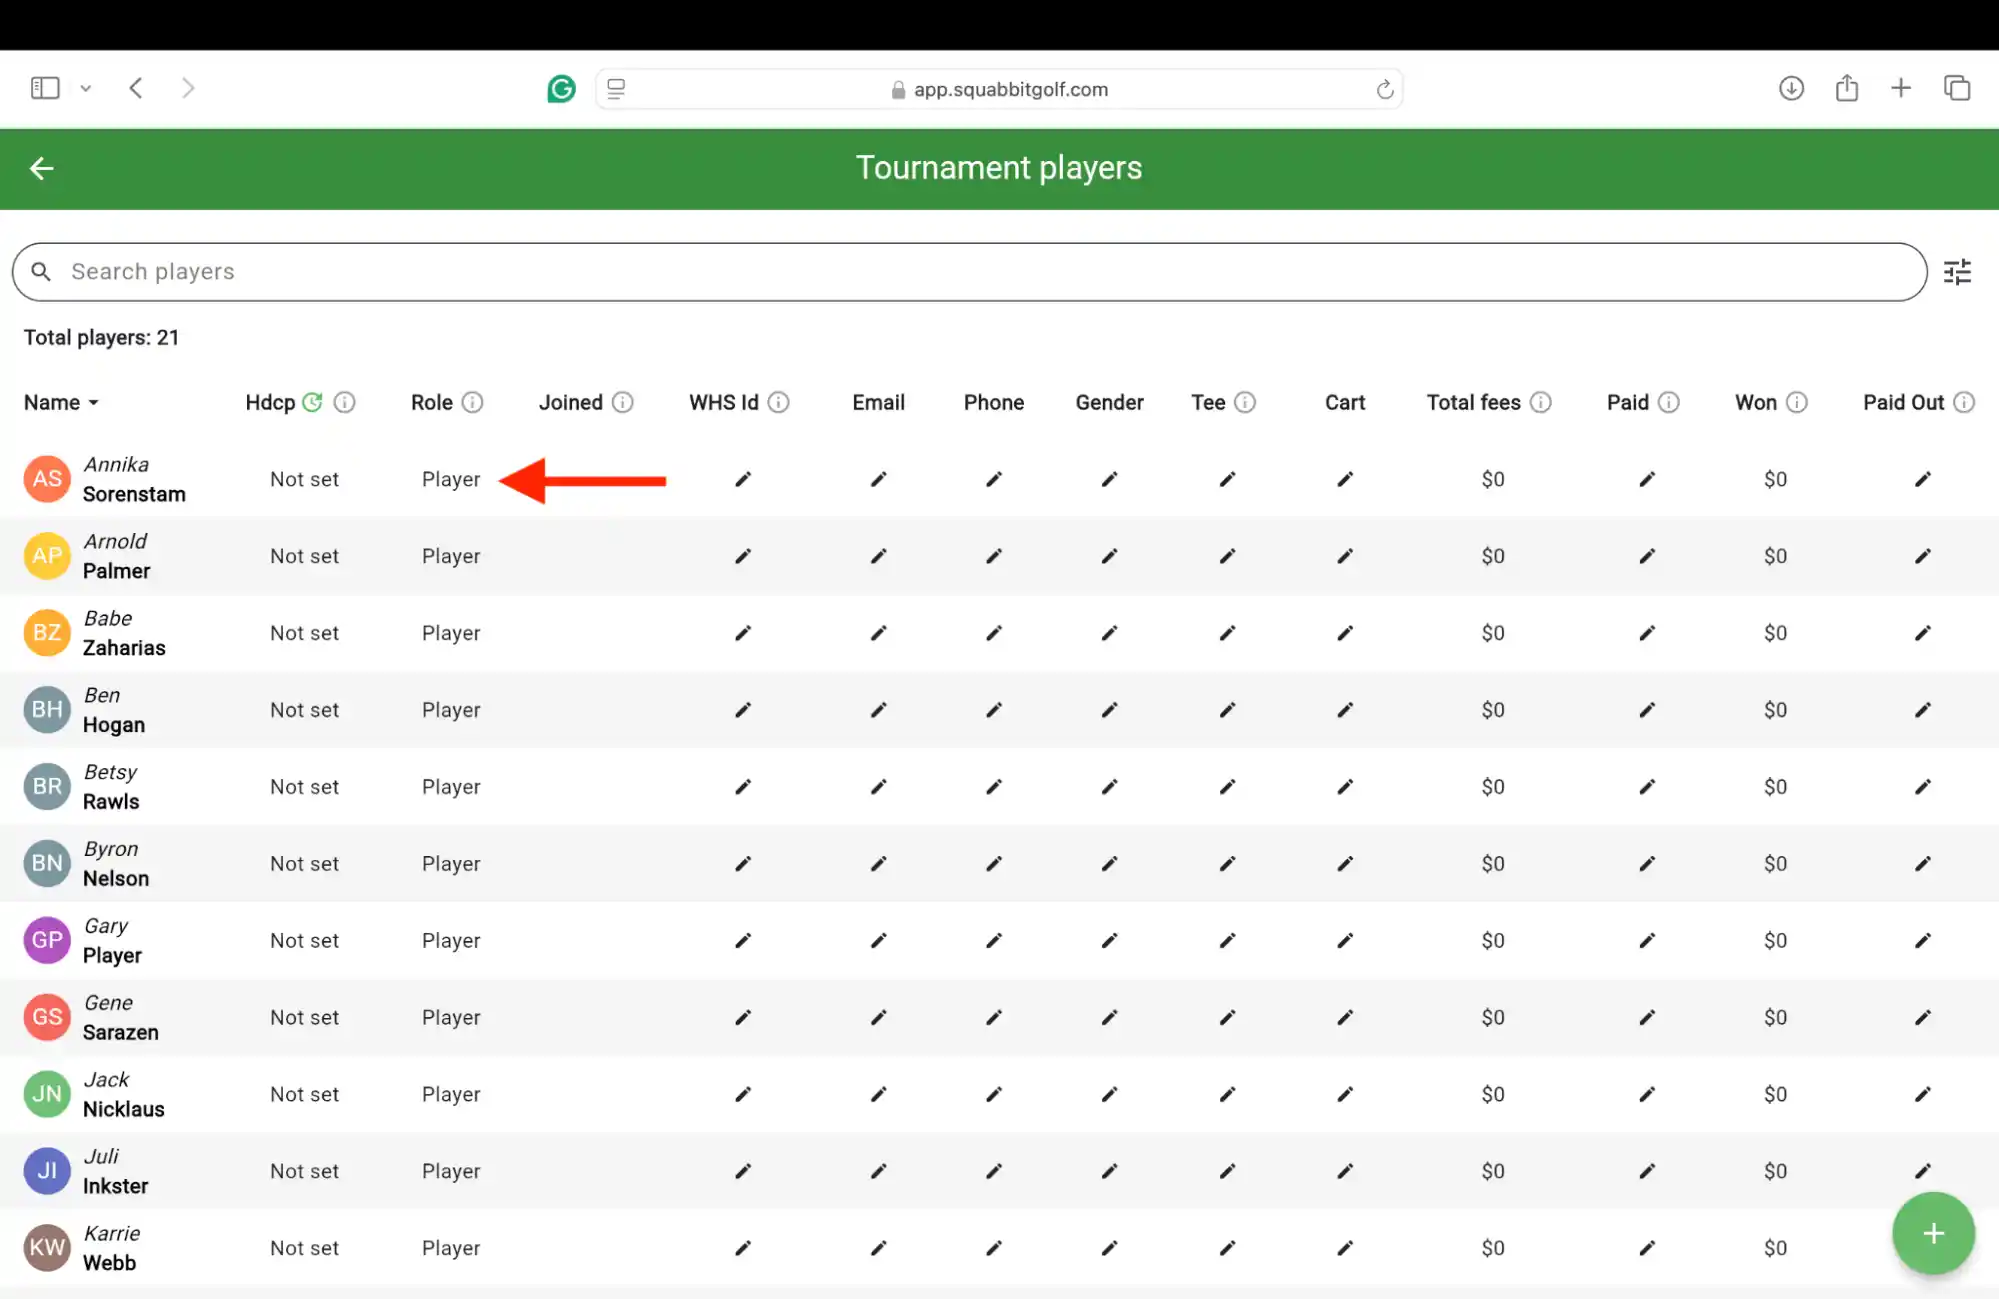 app.squabbitgolf.com
Tournament players
Search players
Total players: 21
Name Hdcp Role Joined WHS Id Email Phone Gender Tee Cart Total fees Paid Won Paid Out
AS Annika Sorenstam Not set Player $0 $0
AP Arnold Palmer Not set Player $0 $0
BZ Babe Zaharias Not set Player $0 $0
BH Ben Hogan Not set Player $0 $0
BR Betsy Rawls Not set Player $0 $0
BN Byron Nelson Not set Player $0 $0
GP Gary Player Not set Player $0 $0
GS Gene Sarazen Not set Player $0 $0
JN Jack Nicklaus Not set Player $0 $0
JI Juli Inkster Not set Player $0 $0
KW Karrie Webb Not set Player $0 $0